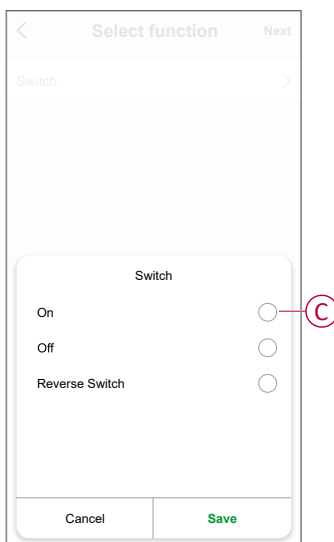 Select function Next
Switch
Switch
On
C
Off
Reverse Switch
Cancel Save